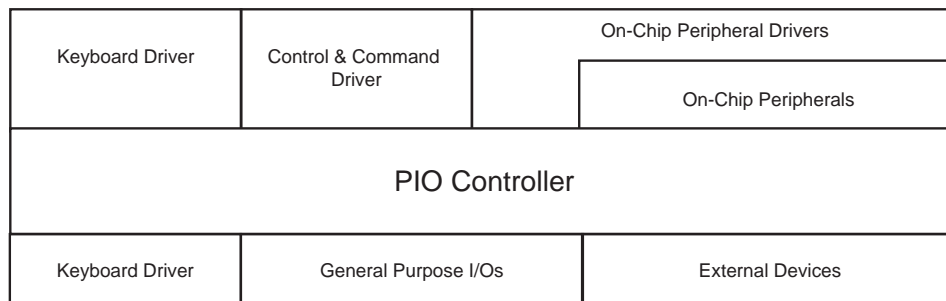 Keyboard Driver
Control & Command
Driver
On-Chip Peripheral Drivers
On-Chip Peripherals
PIO Controller
Keyboard Driver
General Purpose I/Os
External Devices